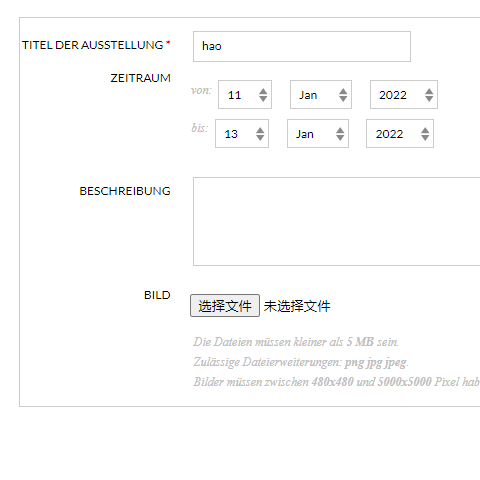 TITEL DER AUSSTELLUNG * hao
ZEITRAUM
von: 11 Jan 2022
bis: 13 Jan 2022
BESCHREIBUNG
BILD 选择文件 未选择文件
Die Dateien müssen kleiner als 5 MB sein.
Zulässige Dateierweiterungen: png jpg jpeg.
Bilder müssen zwischen 480x480 und 5000x5000 Pixel hab